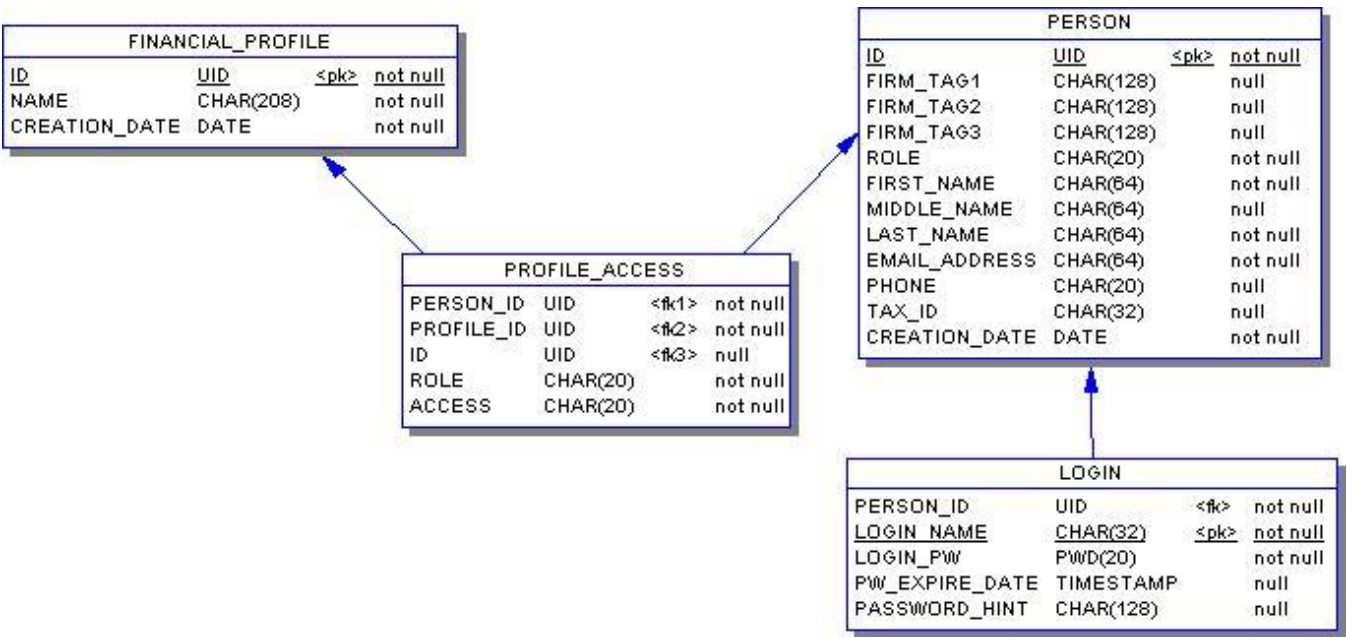 FINANCIAL_PROFILE
ID UID <pk> not null
NAME CHAR(208) not null
CREATION_DATE DATE not null
PERSON
ID UID <pk> not null
FIRM_TAG1 CHAR(128) null
FIRM_TAG2 CHAR(128) null
FIRM_TAG3 CHAR(128) null
ROLE CHAR(20) not null
FIRST_NAME CHAR(64) not null
MIDDLE_NAME CHAR(64) null
LAST_NAME CHAR(64) not null
EMAIL_ADDRESS CHAR(64) not null
PHONE CHAR(20) null
TAX_ID CHAR(32) null
CREATION_DATE DATE not null
PROFILE_ACCESS
PERSON_ID UID <fk1> not null
PROFILE_ID UID <fk2> not null
ID UID <fk3> null
ROLE CHAR(20) not null
ACCESS CHAR(20) not null
LOGIN
PERSON_ID UID <fk> not null
LOGIN_NAME CHAR(32) <pk> not null
LOGIN_PW PWD(20) not null
PW_EXPIRE_DATE TIMESTAMP null
PASSWORD_HINT CHAR(128) null